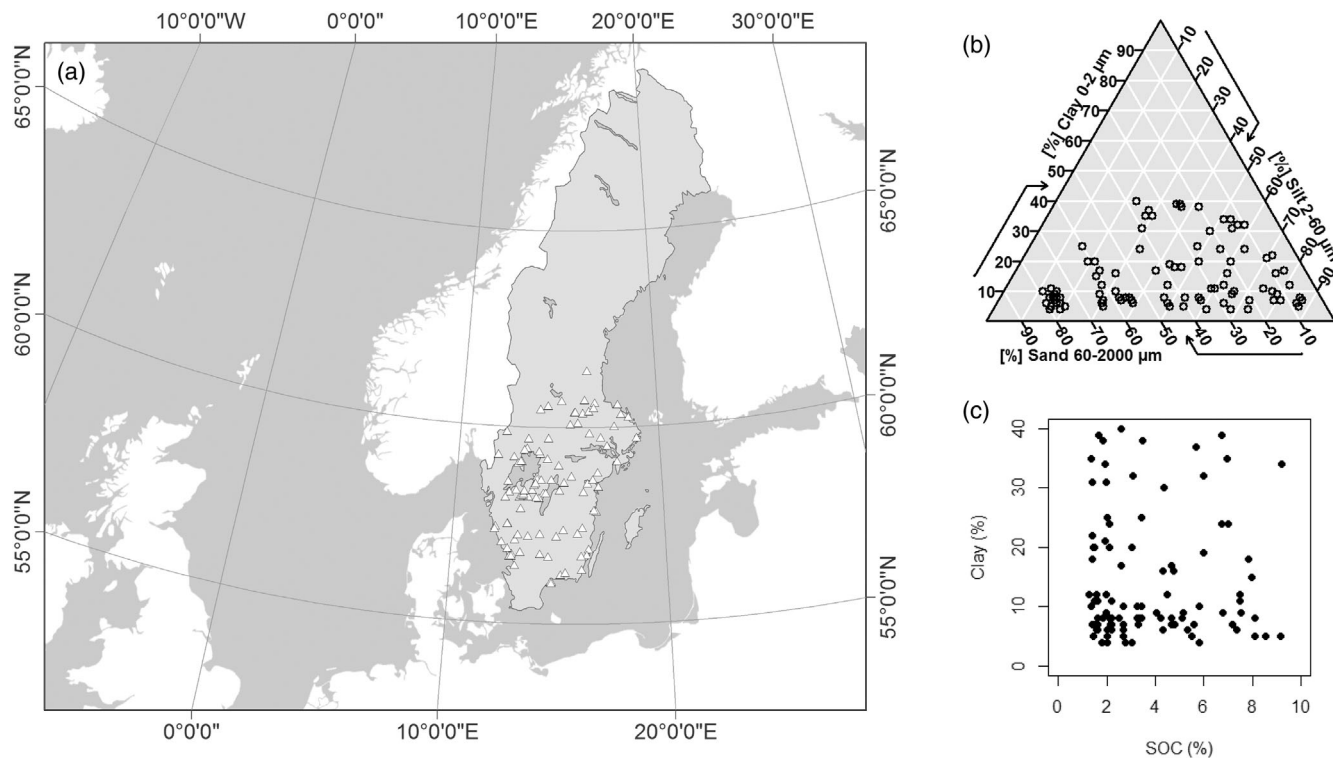 10°0'0"W 0°0'0" 10°0'0"E 20°0'0"E 30°0'0"E
(a)
65°0'0"N
60°0'0"N
55°0'0"N
65°0'0"N
60°0'0"N
55°0'0"N
0°0'0" 10°0'0"E 20°0'0"E
(b)
[%] Clay 0-2 µm
90
80
70
60
50
40
30
20
10
10
20
30
40
50
60
70
80
90
[%] Silt 2-60 µm
90 80 70 60 50 40 30 20 10
[%] Sand 60-2000 µm
(c)
Clay (%)
40
30
20
10
0
0 2 4 6 8 10
SOC (%)